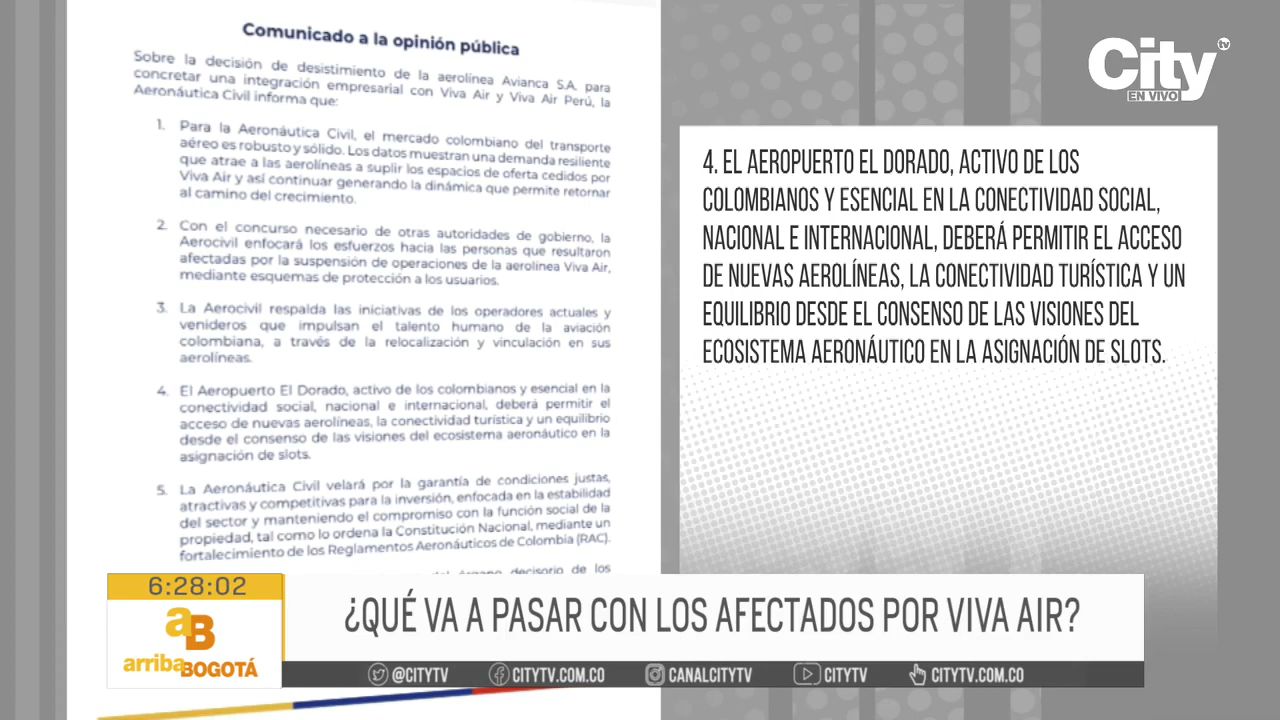 Comunicado a la opinión pública
Sobre la decisión de desistimiento de la aerolínea Avianca S.A. para
concretar una integración empresarial con Viva Air y Viva Air Perú, la
Aeronáutica Civil informa que:
1. Para la Aeronáutica Civil, el mercado colombiano del transporte
aéreo es robusto y sólido. Los datos muestran una demanda resiliente
que atrae a las aerolíneas a suplir los espacios de oferta cedidos por
Viva Air y así continuar generando la dinámica que permite retornar
al camino del crecimiento.
2. Con el concurso necesario de otras autoridades de gobierno, la
Aerocivil enfocará los esfuerzos hacia las personas que resultaron
afectadas por la suspensión de operaciones de la aerolínea Viva Air,
mediante esquemas de protección a los usuarios.
3. La Aerocivil respalda las iniciativas de los operadores actuales y
venideros que impulsan el talento humano de la aviación
colombiana, a través de la relocalización y vinculación en sus
aerolíneas.
4. El Aeropuerto El Dorado, activo de los colombianos y esencial en la
conectividad social, nacional e internacional, deberá permitir el
acceso de nuevas aerolíneas, la conectividad turística y un equilibrio
desde el consenso de las visiones del ecosistema aeronáutico en la
asignación de slots.
5. La Aeronáutica Civil velará por la garantía de condiciones justas,
atractivas y competitivas para la inversión, enfocada en la estabilidad
del sector y manteniendo el compromiso con la función social de la
propiedad, tal como lo ordena la Constitución Nacional, mediante un
fortalecimiento de los Reglamentos Aeronáuticos de Colombia (RAC).
órgano decisorio de los
City tv
EN VIVO
4. EL AEROPUERTO EL DORADO, ACTIVO DE LOS
COLOMBIANOS Y ESENCIAL EN LA CONECTIVIDAD SOCIAL,
NACIONAL E INTERNACIONAL, DEBERÁ PERMITIR EL ACCESO
DE NUEVAS AEROLÍNEAS, LA CONECTIVIDAD TURÍSTICA Y UN
EQUILIBRIO DESDE EL CONSENSO DE LAS VISIONES DEL
ECOSISTEMA AERONÁUTICO EN LA ASIGNACIÓN DE SLOTS.
6:28:02
aB
arriba BOGOTÁ
¿QUÉ VA A PASAR CON LOS AFECTADOS POR VIVA AIR?
@CITYTV CITYTV.COM.CO CANALCITYTV CITYTV CITYTV.COM.CO